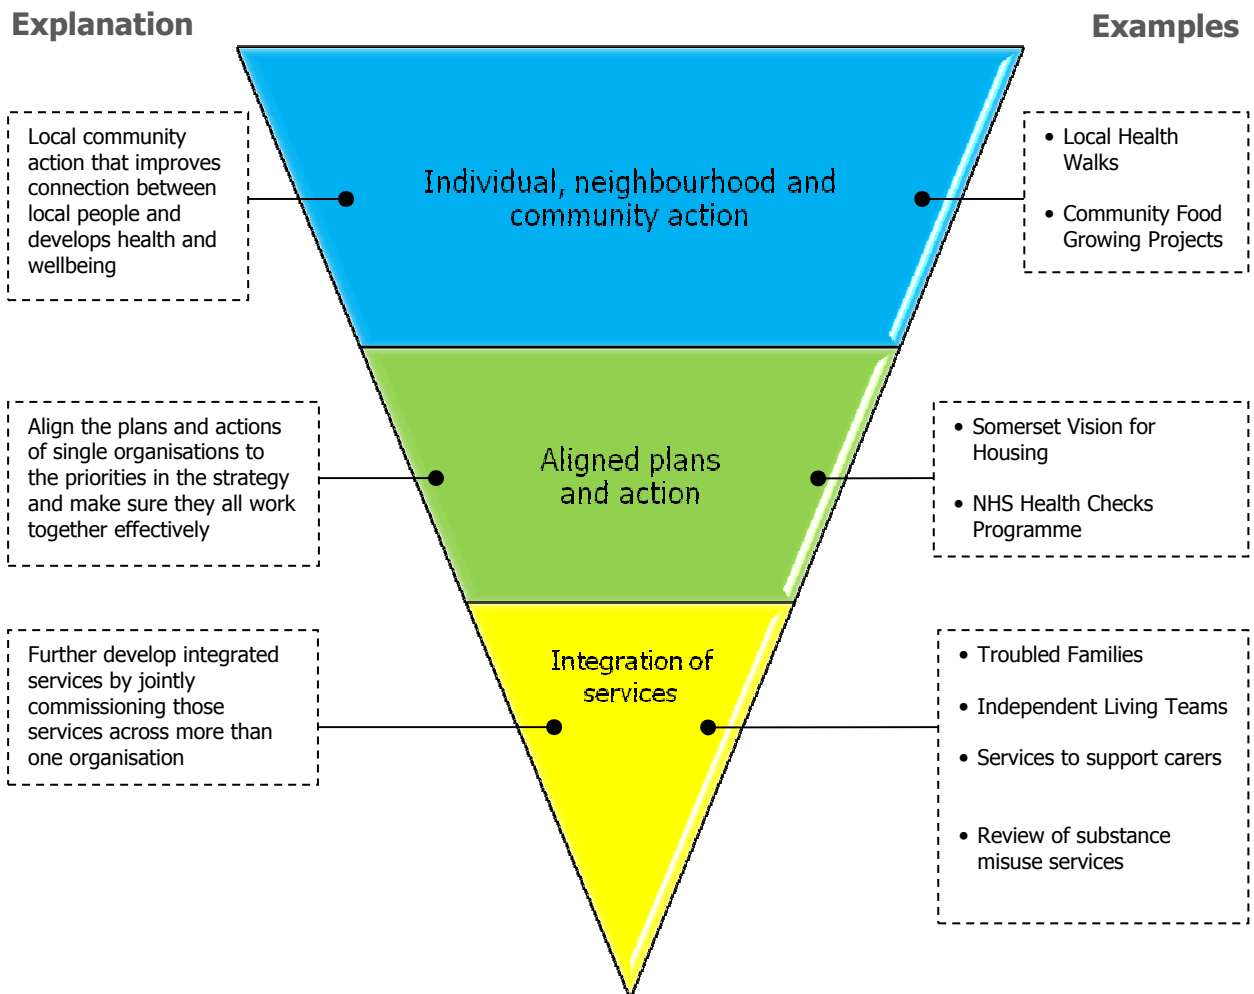 Explanation
Examples
Local community
action that improves
connection between
local people and
develops health and
wellbeing
Individual, neighbourhood and
community action
• Local Health
Walks
• Community Food
Growing Projects
Align the plans and actions
of single organisations to
the priorities in the strategy
and make sure they all work
together effectively
Aligned plans
and action
• Somerset Vision for
Housing
• NHS Health Checks
Programme
Further develop integrated
services by jointly
commissioning those
services across more than
one organisation
Integration of
services
• Troubled Families
• Independent Living Teams
• Services to support carers
• Review of substance
misuse services